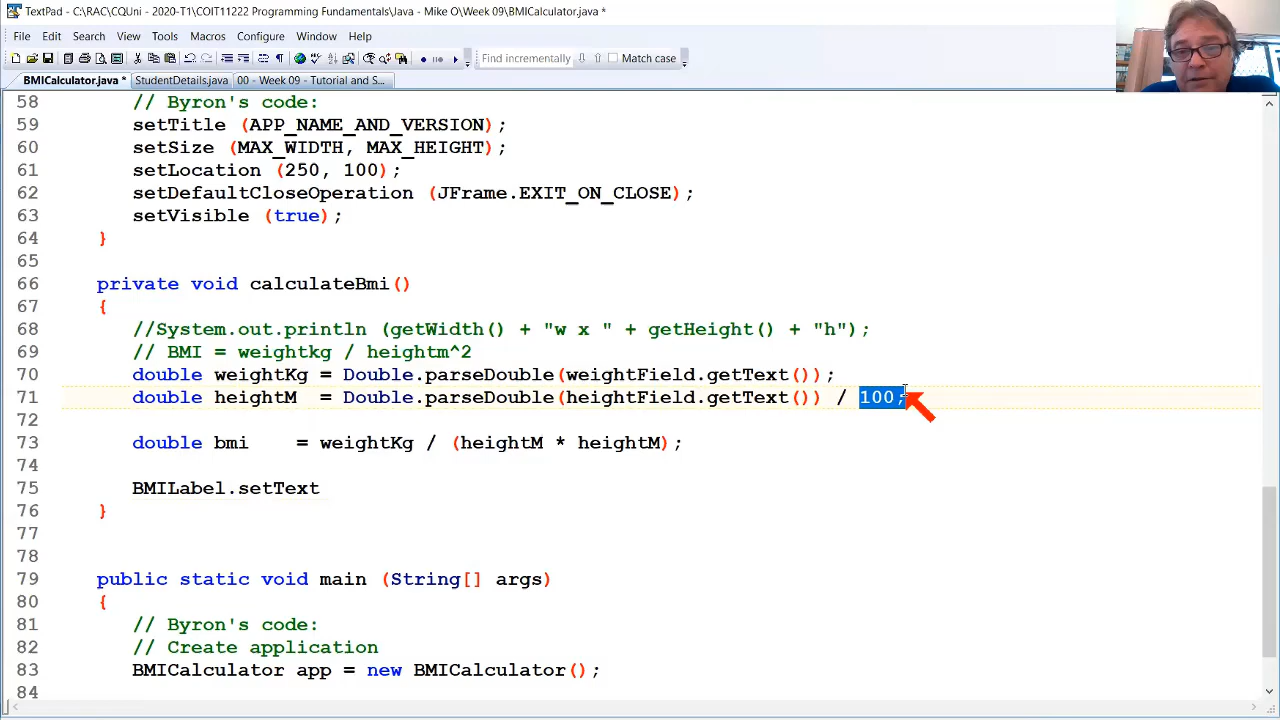 TextPad - C:\RAC\CQUni - 2020-T1\COIT11222 Programming Fundamentals\Java - Mike O\Week 09\BMICalculator.java *
File Edit Search View Tools Macros Configure Window Help
Find incrementally Match case
BMICalculator.java * StudentDetails.java 00 - Week 09 - Tutorial and S...
58 // Byron's code:
59 setTitle (APP_NAME_AND_VERSION);
60 setSize (MAX_WIDTH, MAX_HEIGHT);
61 setLocation (250, 100);
62 setDefaultCloseOperation (JFrame.EXIT_ON_CLOSE);
63 setVisible (true);
64 }
65
66 private void calculateBmi()
67 {
68 //System.out.println (getWidth() + "w x " + getHeight() + "h");
69 // BMI = weightkg / heightm^2
70 double weightKg = Double.parseDouble(weightField.getText());
71 double heightM = Double.parseDouble(heightField.getText()) / 100;
72
73 double bmi = weightKg / (heightM * heightM);
74
75 BMILabel.setText
76 }
77
78
79 public static void main (String[] args)
80 {
81 // Byron's code:
82 // Create application
83 BMICalculator app = new BMICalculator();
84